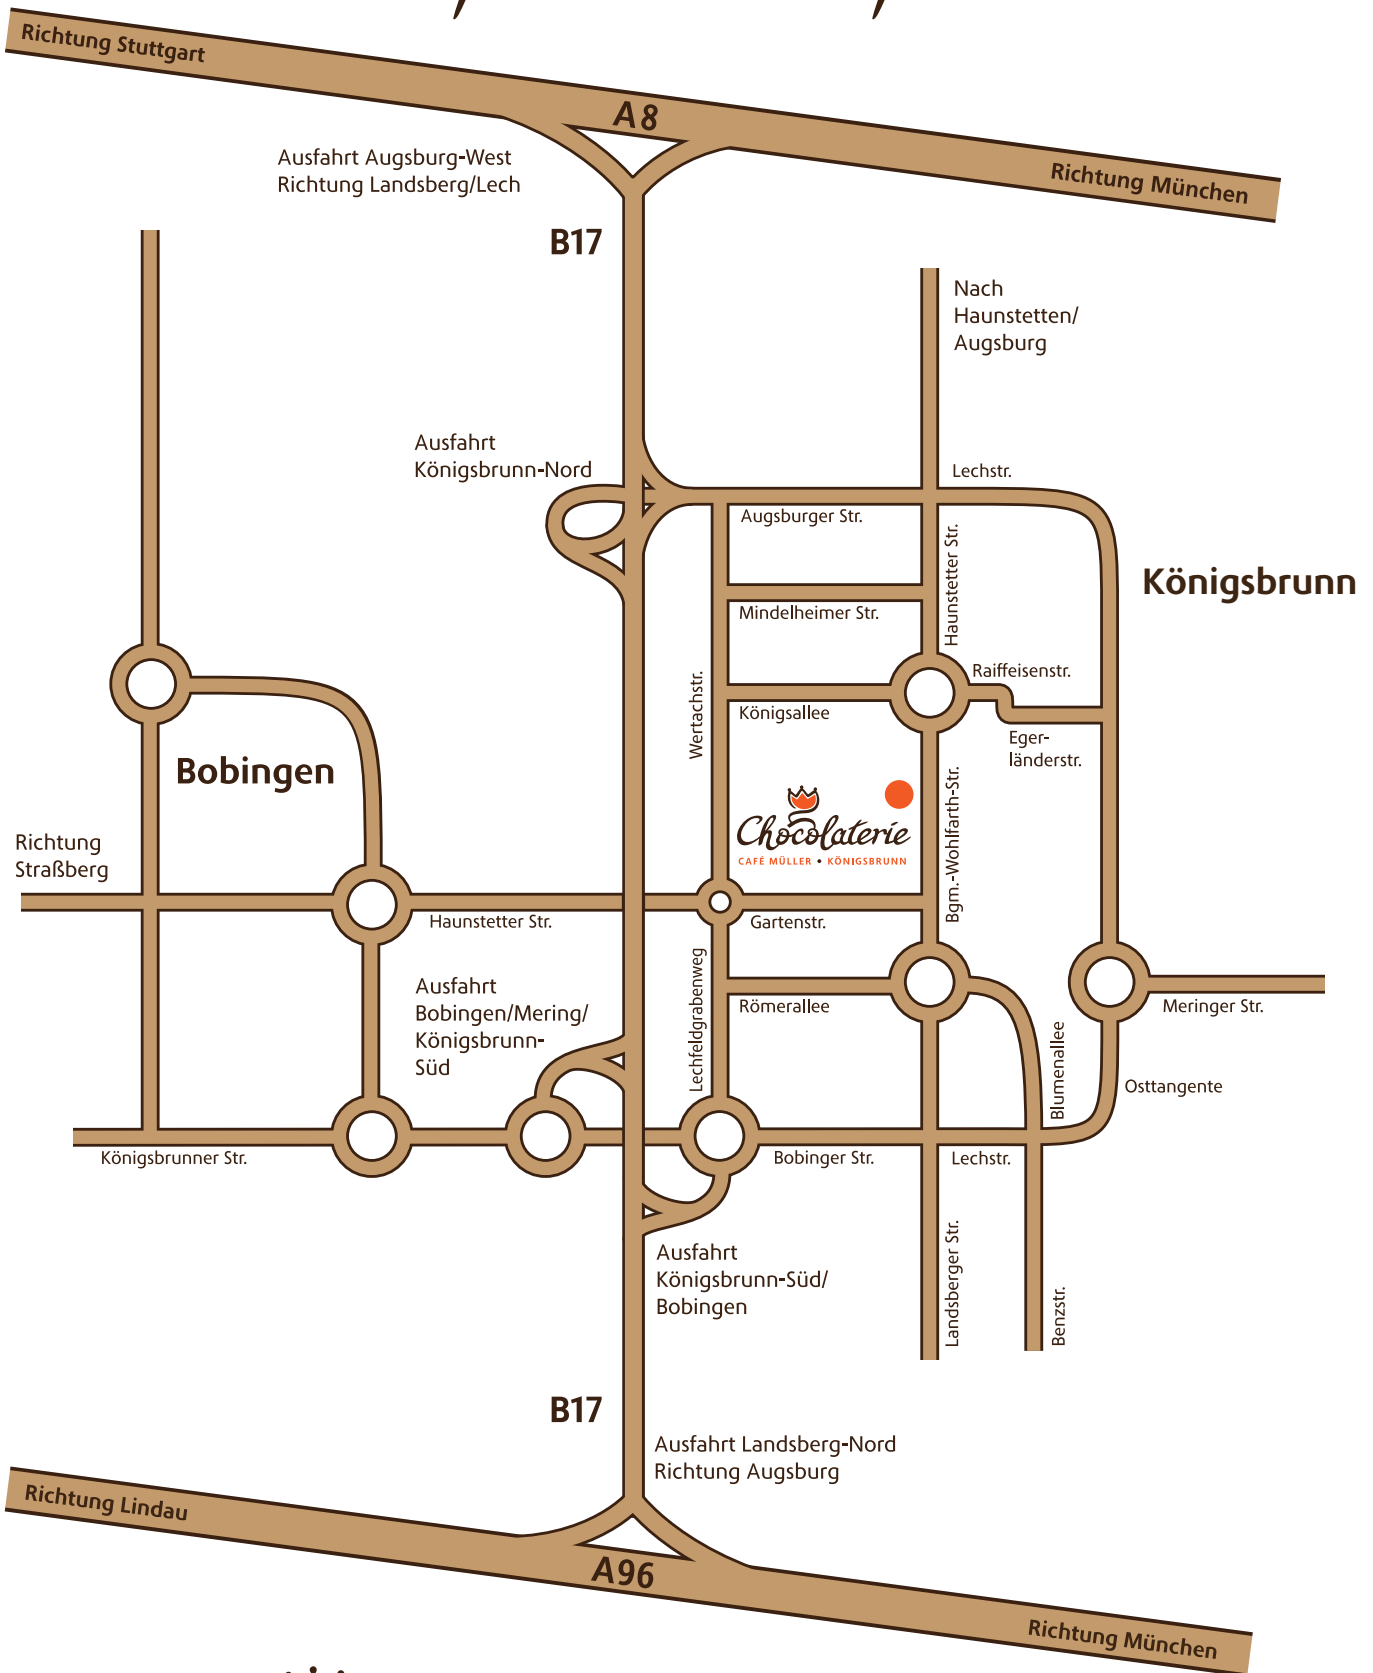 Richtung Stuttgart
A8
Richtung München
Ausfahrt Augsburg-West
Richtung Landsberg/Lech
B17
Nach
Haunstetten/
Augsburg
Ausfahrt
Königsbrunn-Nord
Lechstr.
Augsburger Str.
Haunstetter Str.
Königsbrunn
Mindelheimer Str.
Raiffeisenstr.
Wertachstr.
Königsallee
Eger-
länderstr.
Bobingen
Bgm.-Wohlfarth-Str.
Chocolaterie
CAFÉ MÜLLER • KÖNIGSBRUNN
Richtung
Straßberg
Haunstetter Str.
Gartenstr.
Lechfeldgrabenweg
Ausfahrt
Bobingen/Mering/
Königsbrunn-
Süd
Römerallee
Meringer Str.
Blumenallee
Osttangente
Königsbrunner Str.
Bobinger Str.
Lechstr.
Landsberger Str.
Benzstr.
Ausfahrt
Königsbrunn-Süd/
Bobingen
B17
Ausfahrt Landsberg-Nord
Richtung Augsburg
Richtung Lindau
A96
Richtung München